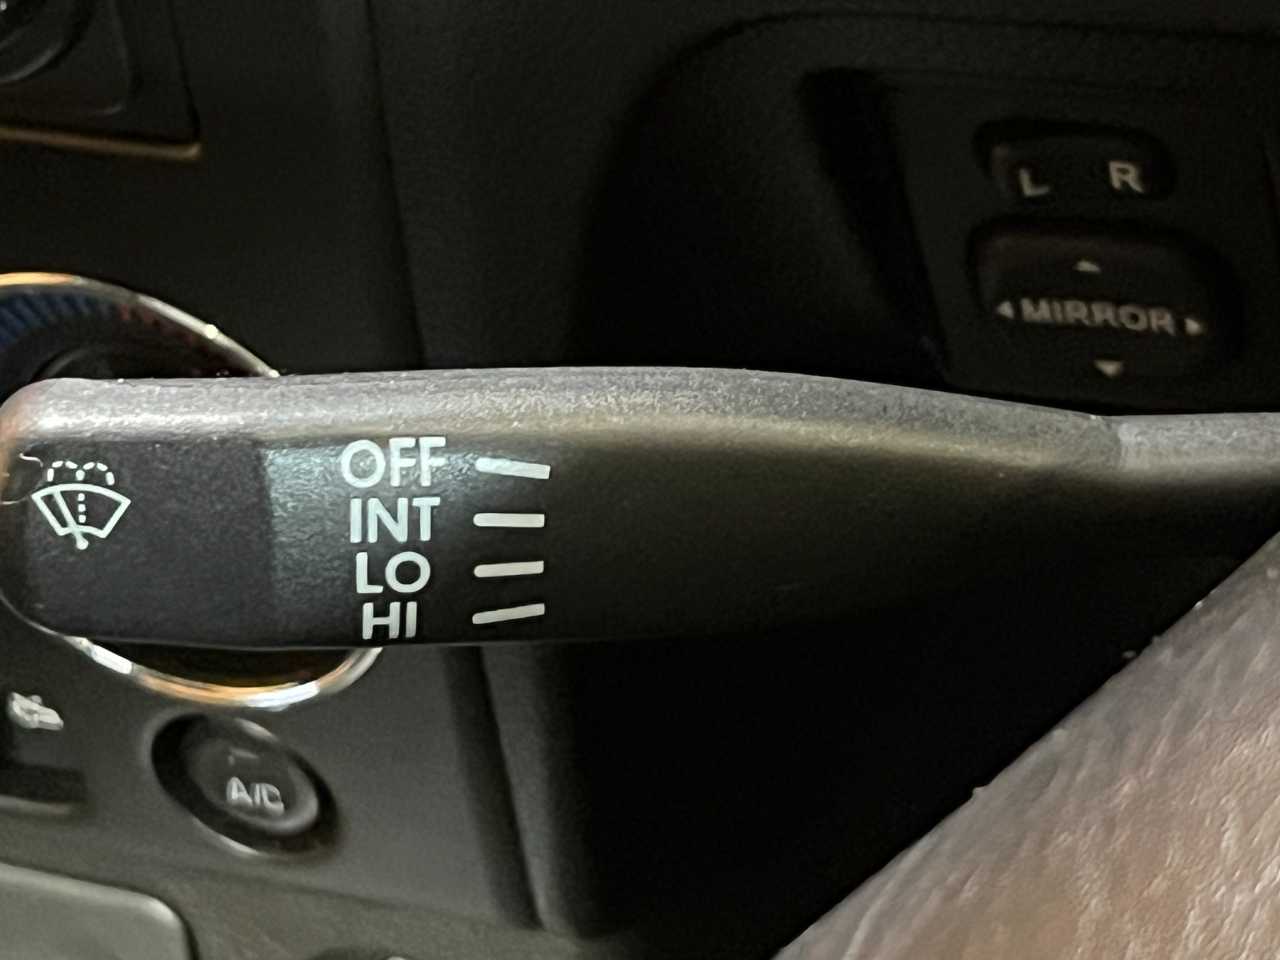 L R
MIRROR
OFF
INT
LO
HI
A/C